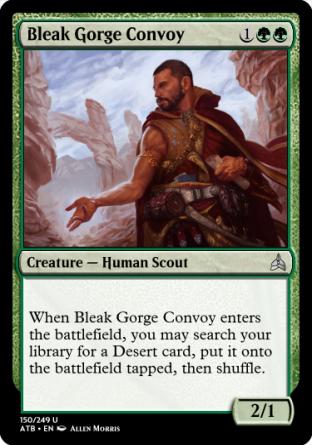 Bleak Gorge Convoy 1
Creature — Human Scout
When Bleak Gorge Convoy enters
the battlefield, you may search your
library for a Desert card, put it onto
the battlefield tapped, then shuffle.
2/1
150/249 U
ATB • EN Allen Morris